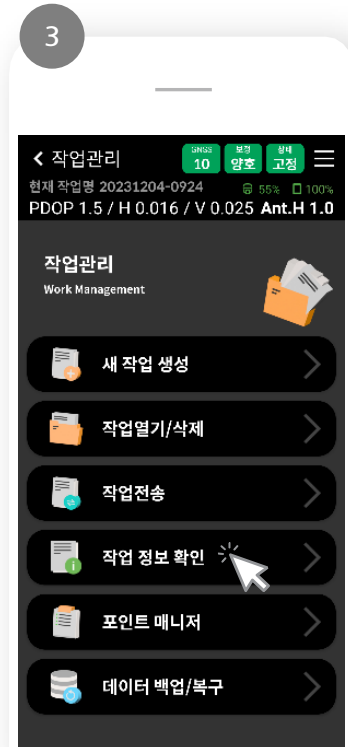 3
작업관리
GNSS 10
보정 양호
상태 고정
현재 작업명 20231204-0924 55% 100%
PDOP 1.5 / H 0.016 / V 0.025 Ant.H 1.0
작업관리
Work Management
새 작업 생성
작업열기/삭제
작업전송
작업 정보 확인
포인트 매니저
데이터 백업/복구